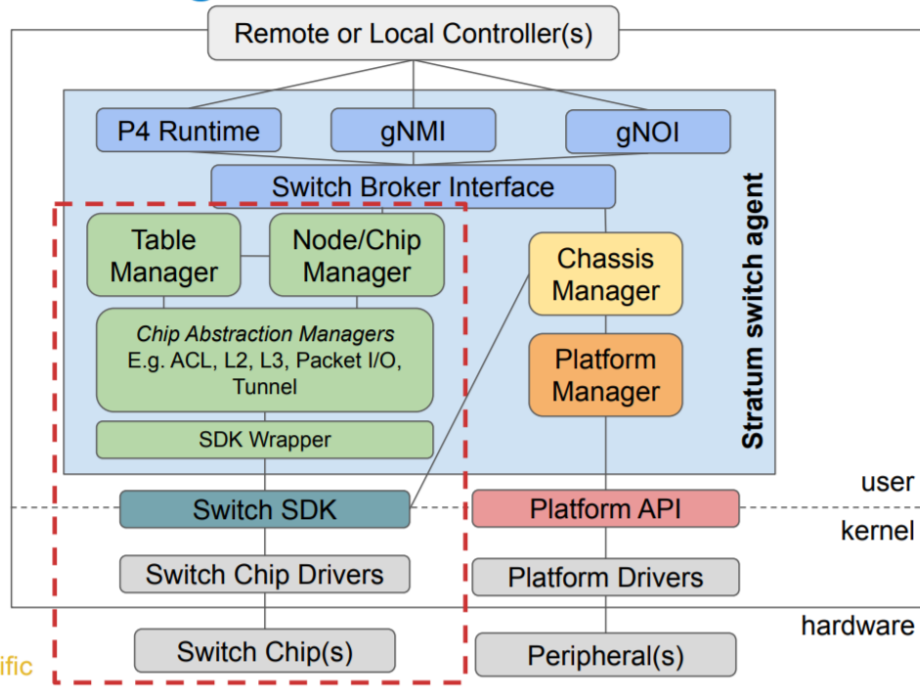 Remote or Local Controller(s)
P4 Runtime
gNMI
gNOI
Switch Broker Interface
Table
Manager
Node/Chip
Manager
Chassis
Manager
Chip Abstraction Managers
E.g. ACL, L2, L3, Packet I/O,
Tunnel
Platform
Manager
SDK Wrapper
Stratum switch agent
user
Switch SDK
Platform API
kernel
Switch Chip Drivers
Platform Drivers
hardware
Switch Chip(s)
Peripheral(s)
ific